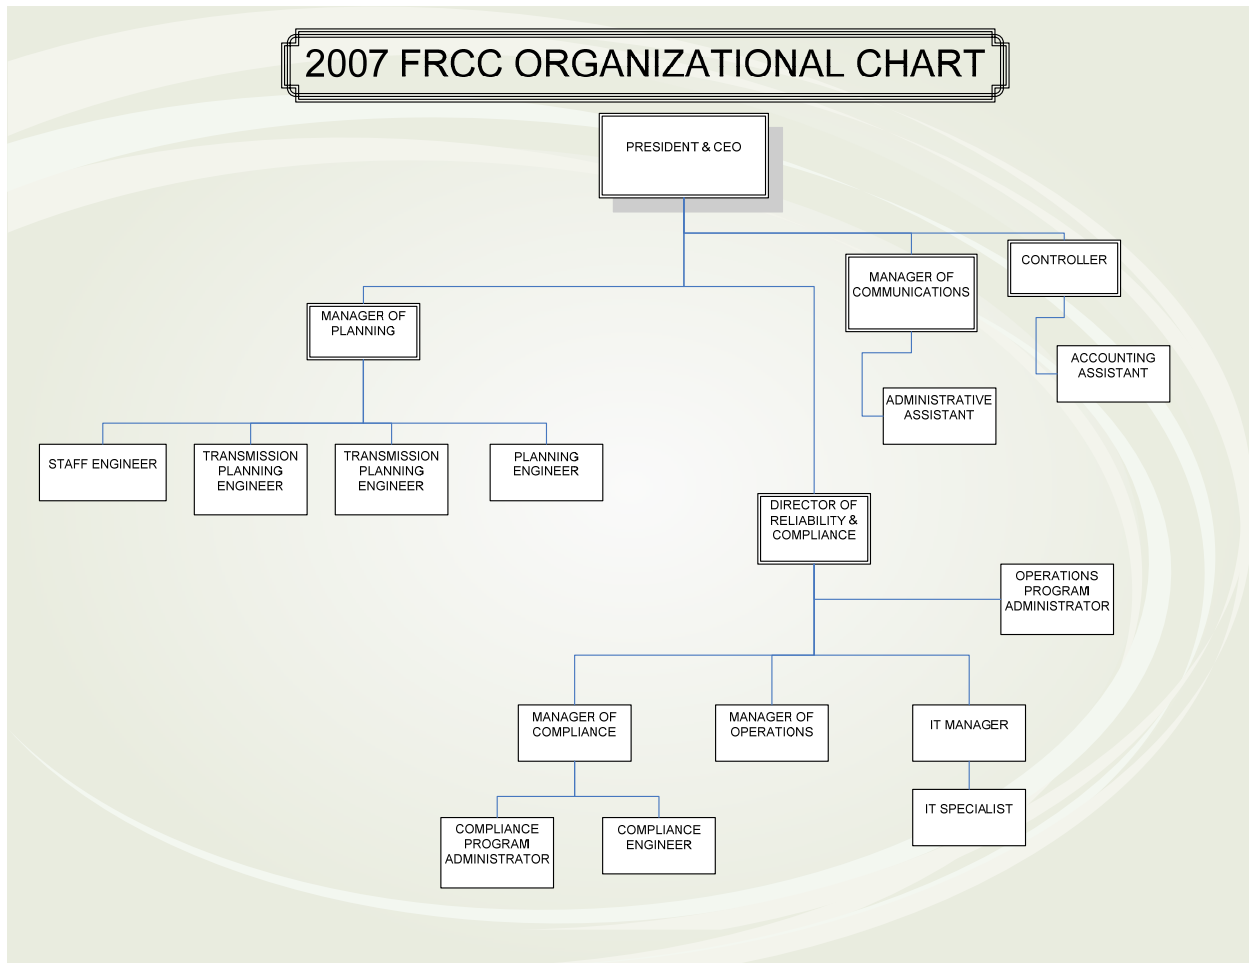 2007 FRCC ORGANIZATIONAL CHART
PRESIDENT & CEO
CONTROLLER
MANAGER OF
COMMUNICATIONS
MANAGER OF
PLANNING
ACCOUNTING
ASSISTANT
ADMINISTRATIVE
ASSISTANT
STAFF ENGINEER
TRANSMISSION
PLANNING
ENGINEER
TRANSMISSION
PLANNING
ENGINEER
PLANNING
ENGINEER
DIRECTOR OF
RELIABILITY &
COMPLIANCE
OPERATIONS
PROGRAM
ADMINISTRATOR
MANAGER OF
COMPLIANCE
MANAGER OF
OPERATIONS
IT MANAGER
IT SPECIALIST
COMPLIANCE
PROGRAM
ADMINISTRATOR
COMPLIANCE
ENGINEER